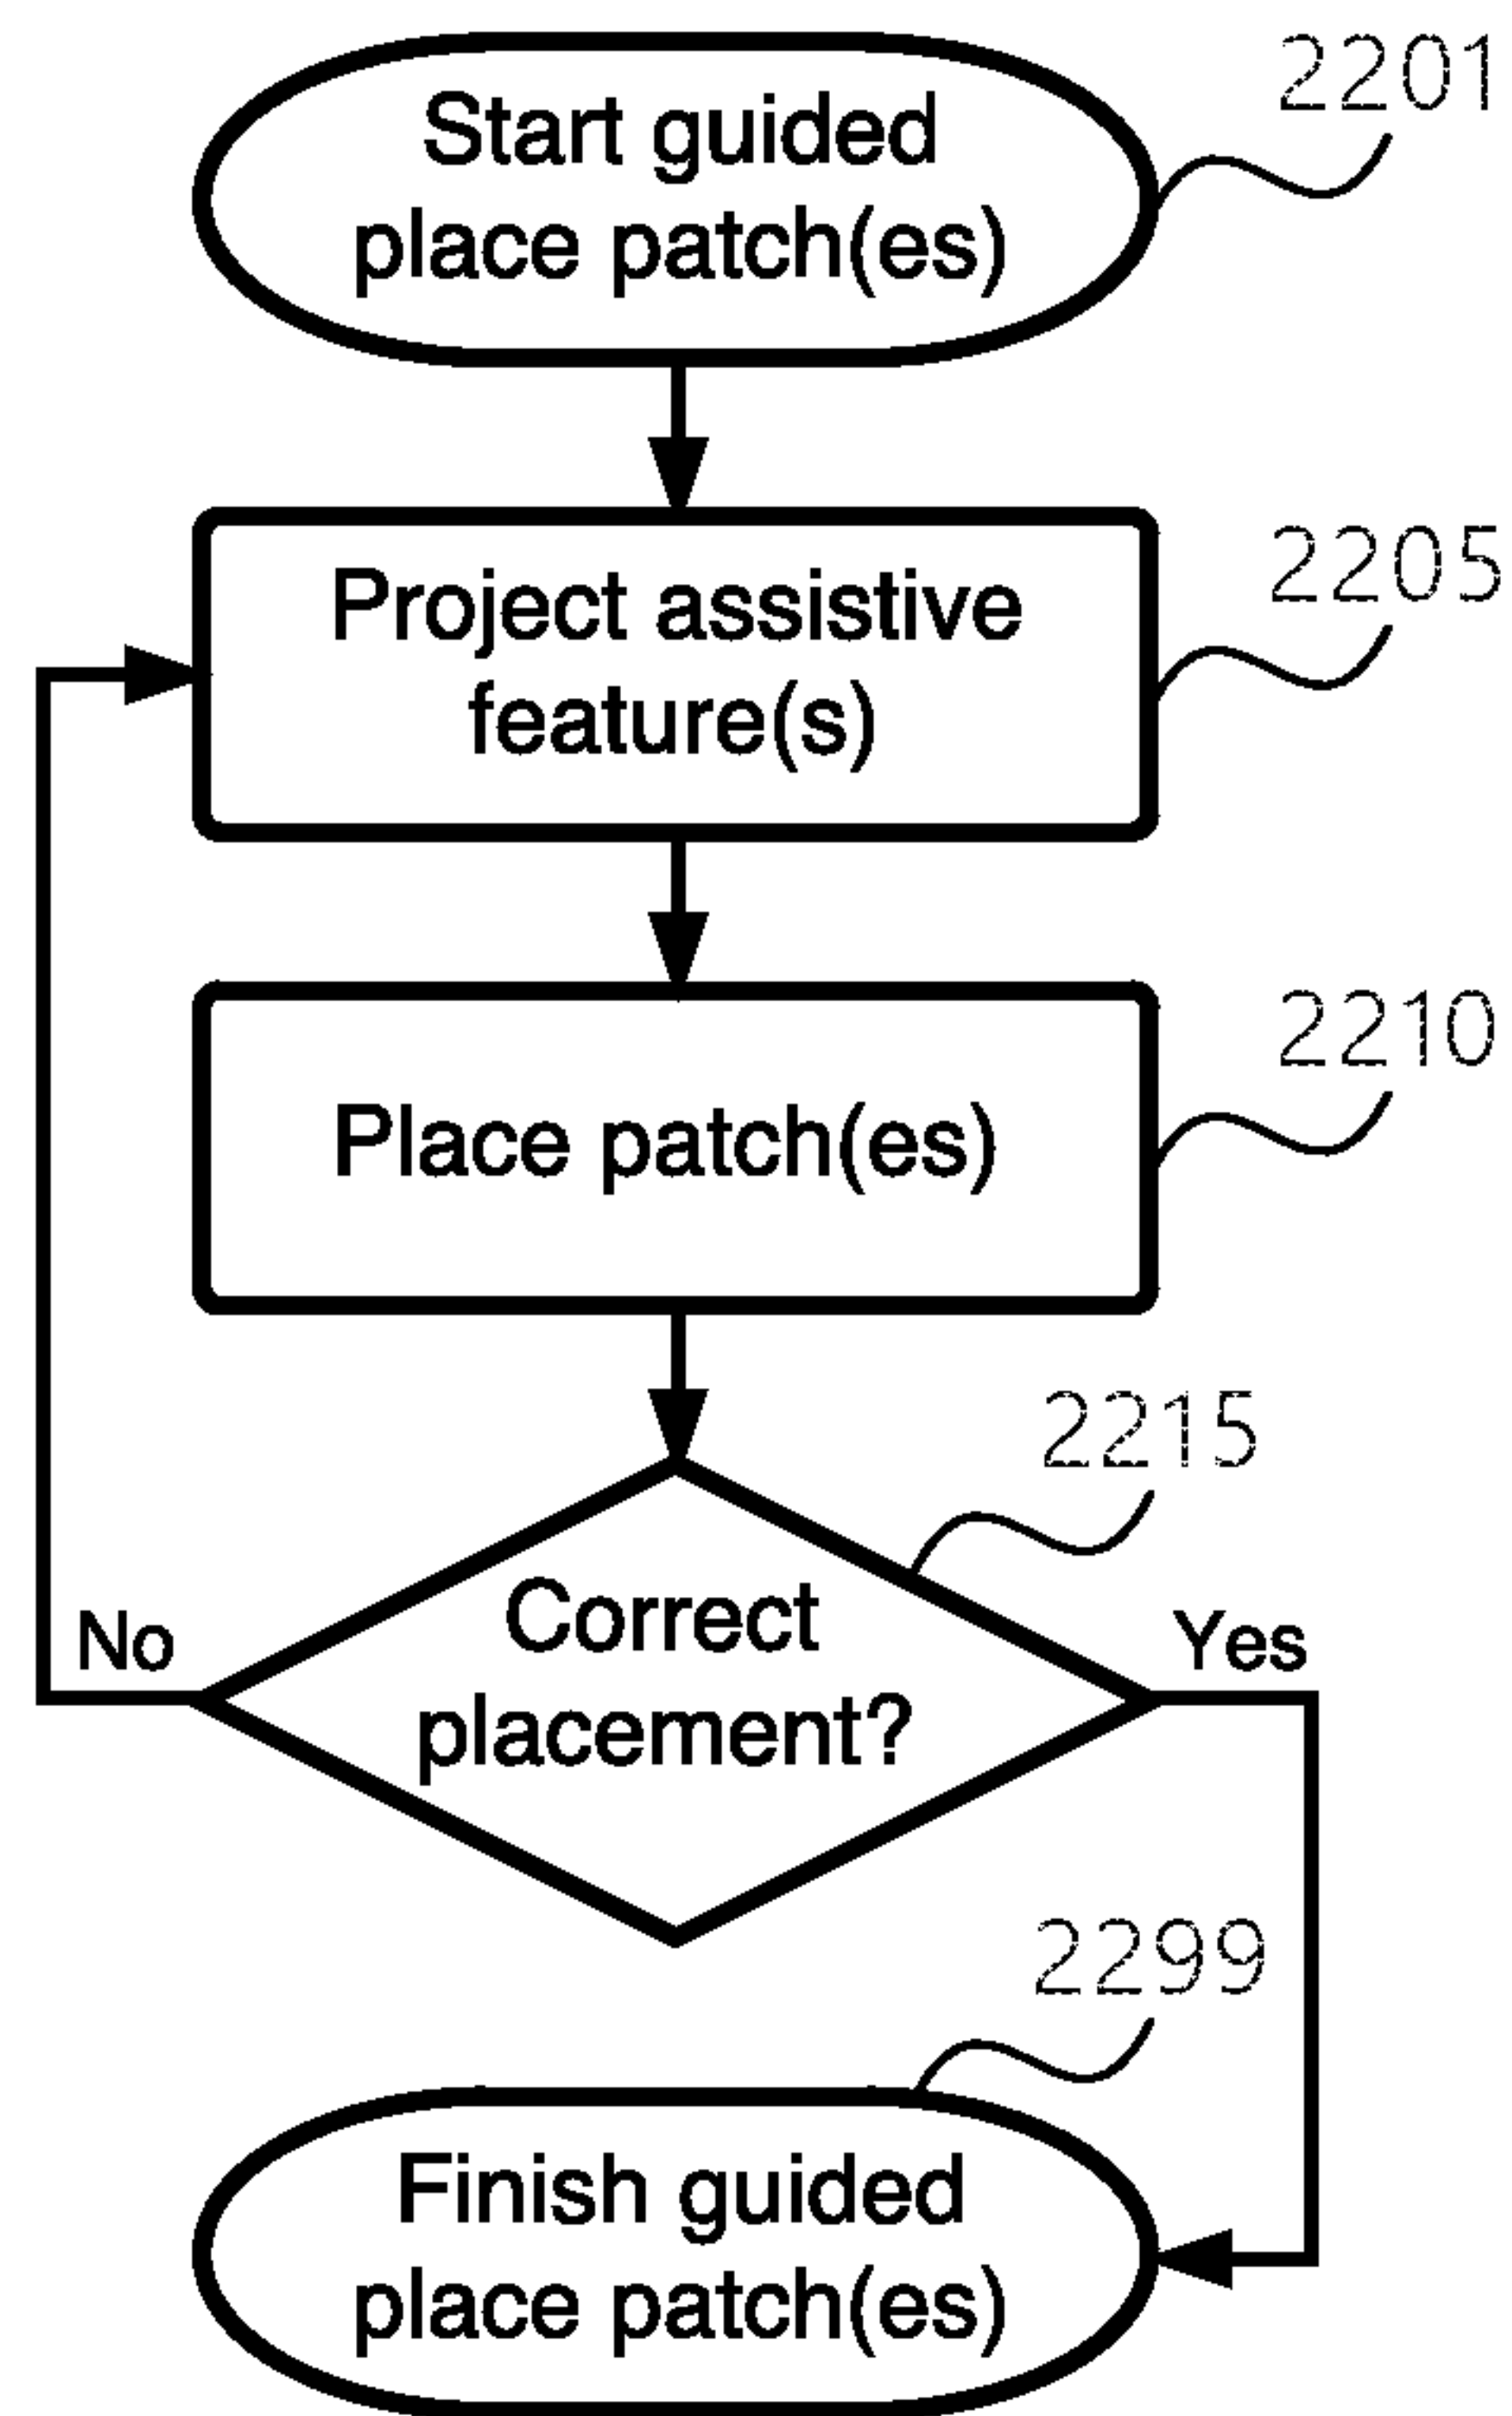 2201
Start guided
place patch(es)
2205
Project assistive
feature(s)
2210
Place patch(es)
2215
Correct
placement?
No
Yes
2299
Finish guided
place patch(es)